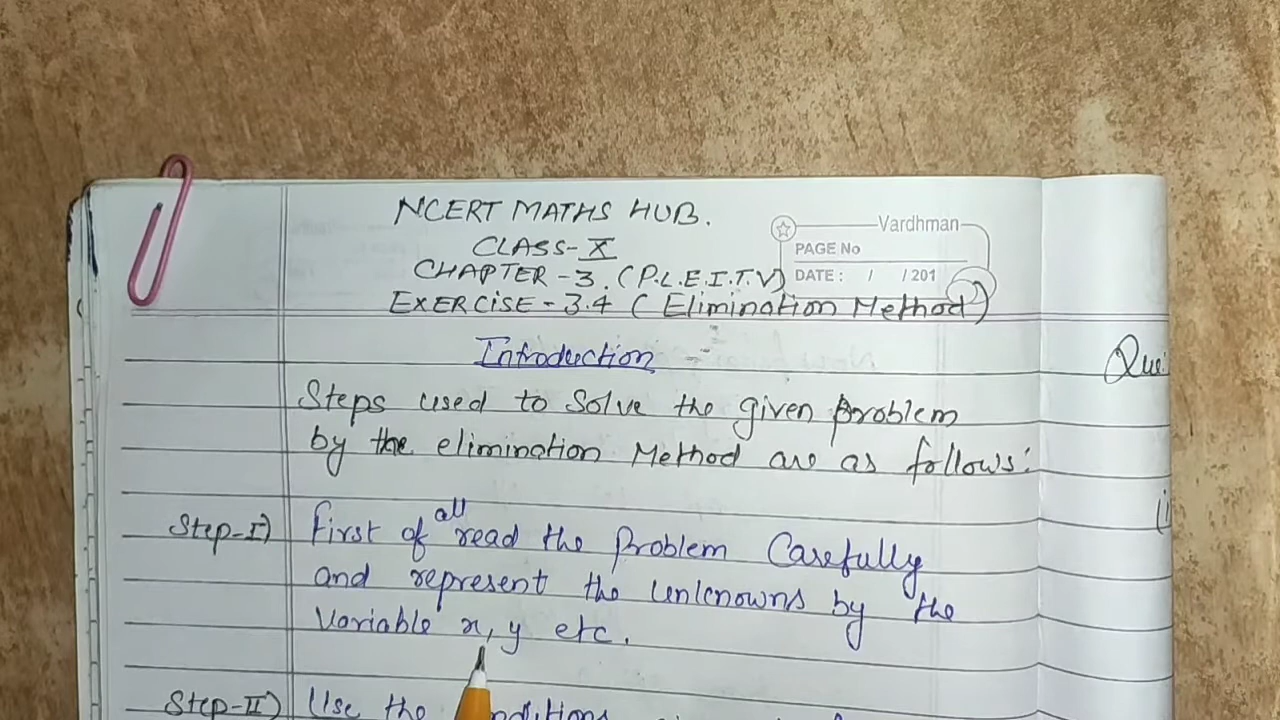 NCERT MATHS HUB.
CLASS-X
CHAPTER-3. (P.L.E.I.T.V)
EXERCISE-3.4 (Elimination Method)
Vardhman
PAGE No
DATE : / /201
Introduction
Steps used to Solve the given Problem
by the elimination Method are as follows:
Step-I) First of all read the Problem Carefully
and represent the unknowns by the
Variable x, y etc.
Step-II) Use the